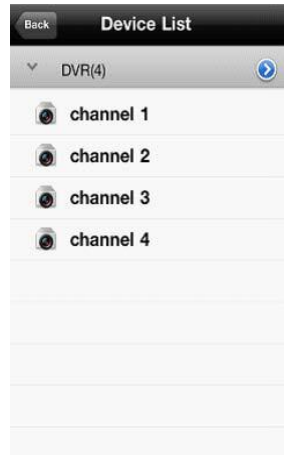 Back
Device List
DVR(4)
channel 1
channel 2
channel 3
channel 4